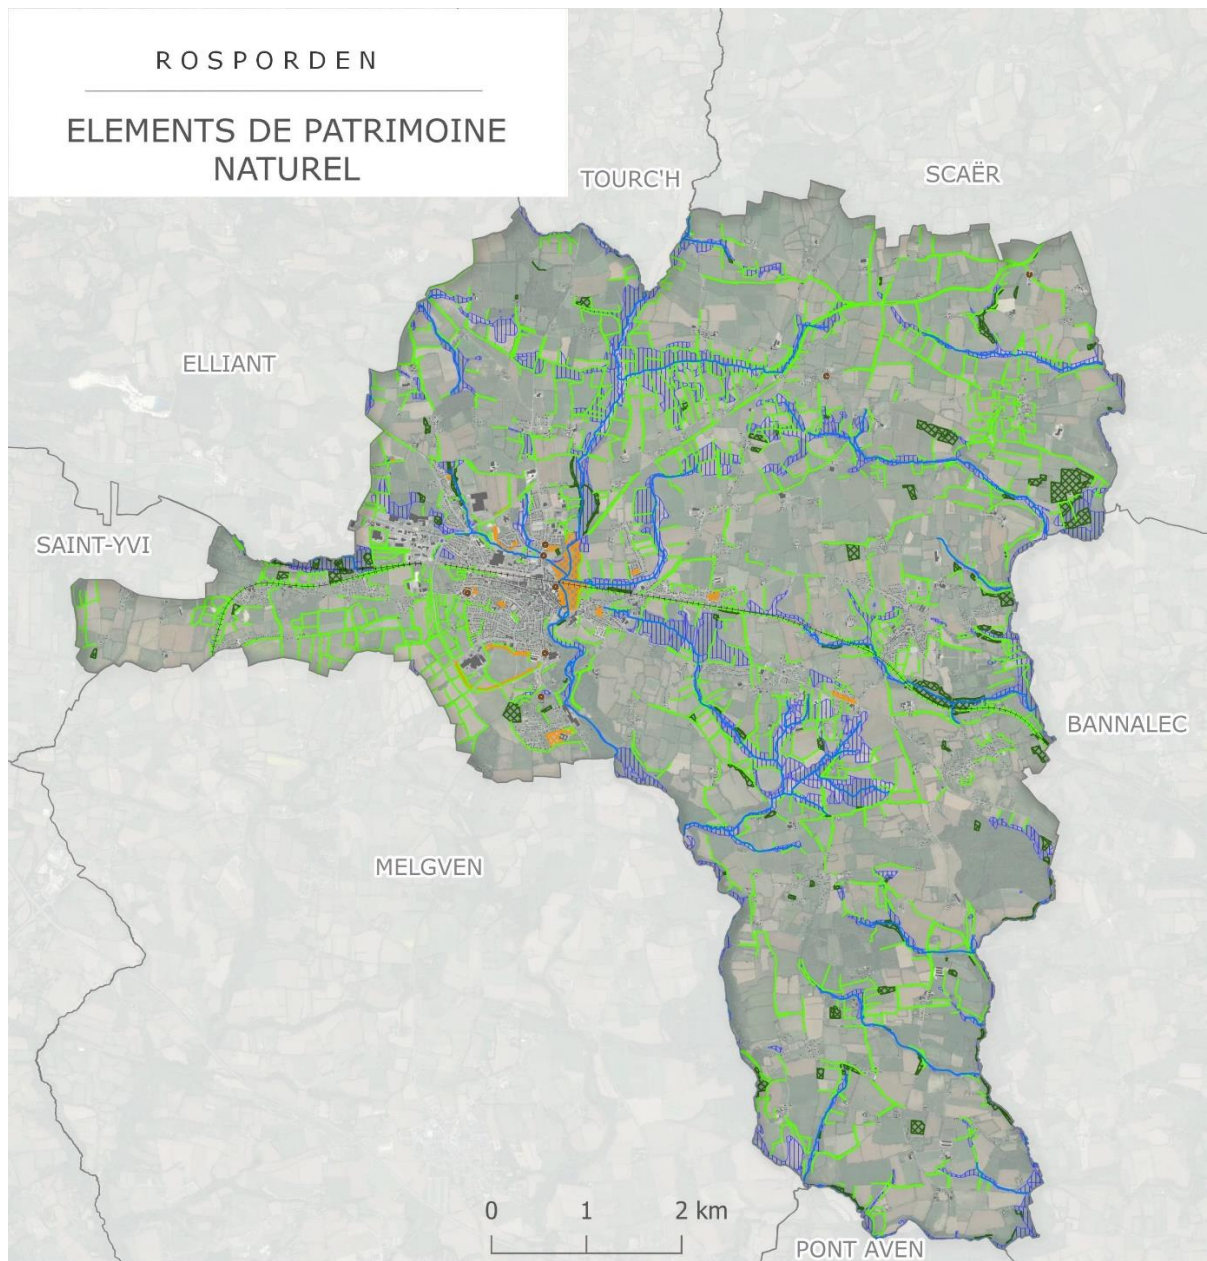 ROSPORDEN
ELEMENTS DE PATRIMOINE
NATUREL
TOURC'H
SCAËR
ELLIANT
SAINT-YVI
BANNALEC
MELGVEN
0 1 2 km
PONT AVEN